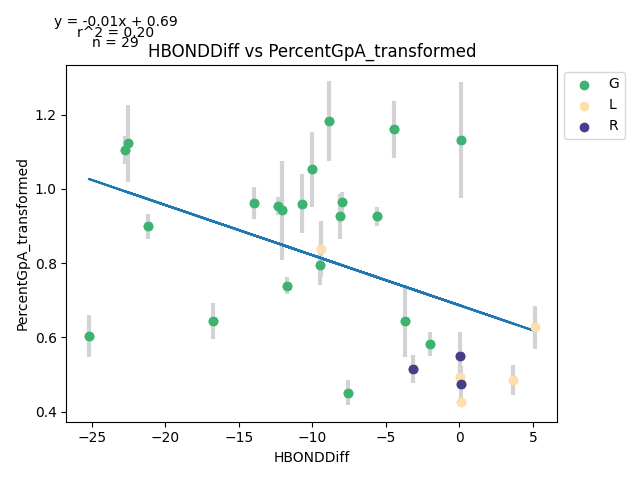 y = -0.01x + 0.69
r^2 = 0.20
n = 29
HBONDDiff vs PercentGpA_transformed
G
L
R
1.2
1.0
0.8
0.6
0.4
PercentGpA_transformed
−25
−20
−15
−10
−5
0
5
HBONDDiff